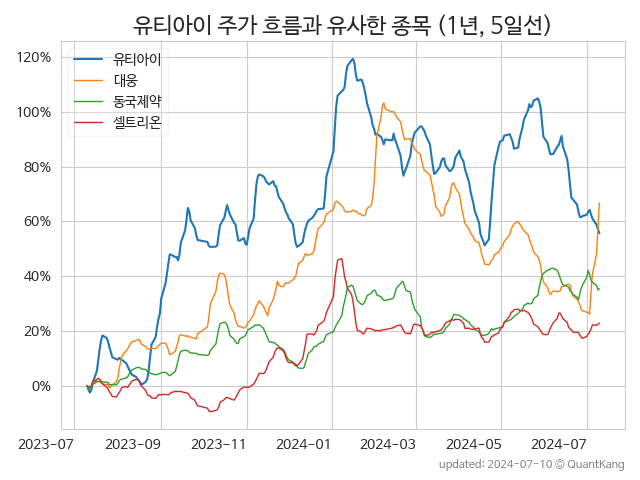 유티아이 주가 흐름과 유사한 종목 (1년, 5일선)
120%
100%
80%
60%
40%
20%
0%
유티아이
대웅
동국제약
셀트리온
2023-07
2023-09
2023-11
2024-01
2024-03
2024-05
2024-07
updated: 2024-07-10 © QuantKang